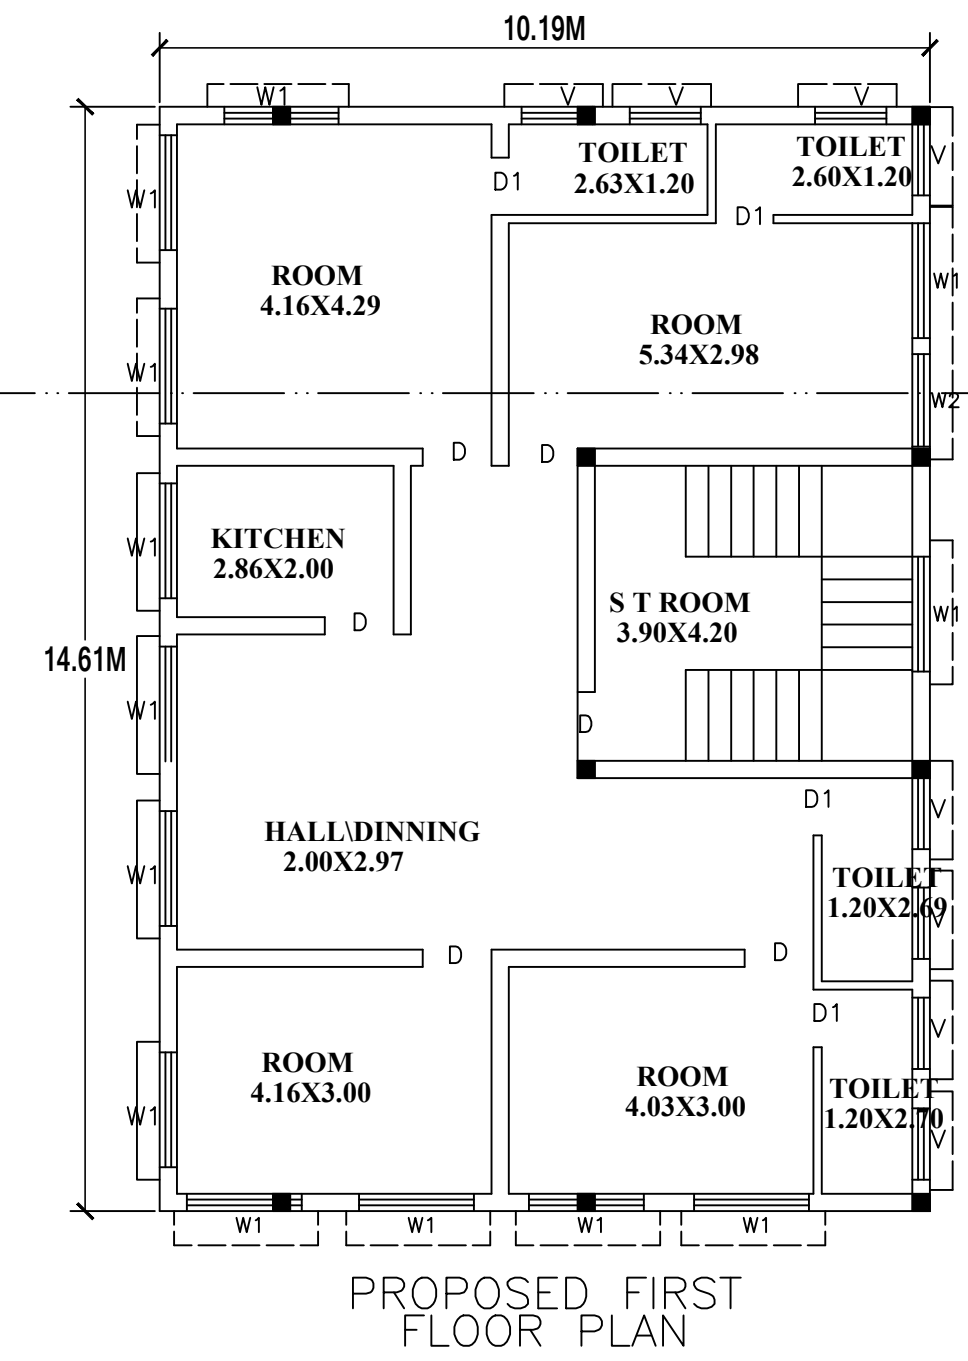 10.19M
W1
V
V
V
TOILET
2.63X1.20
TOILET
2.60X1.20
V
D1
W1
D1
ROOM
4.16X4.29
W1
ROOM
5.34X2.98
W1
W2
D
D
KITCHEN
2.86X2.00
W1
S T ROOM
3.90X4.20
W1
D
14.61M
W1
D
D1
V
HALL\DINNING
2.00X2.97
W1
TOILET
1.20X2.69
V
D
D
D1
V
ROOM
4.16X3.00
ROOM
4.03X3.00
TOILET
1.20X2.70
W1
V
W1
W1
W1
W1
PROPOSED FIRST
FLOOR PLAN